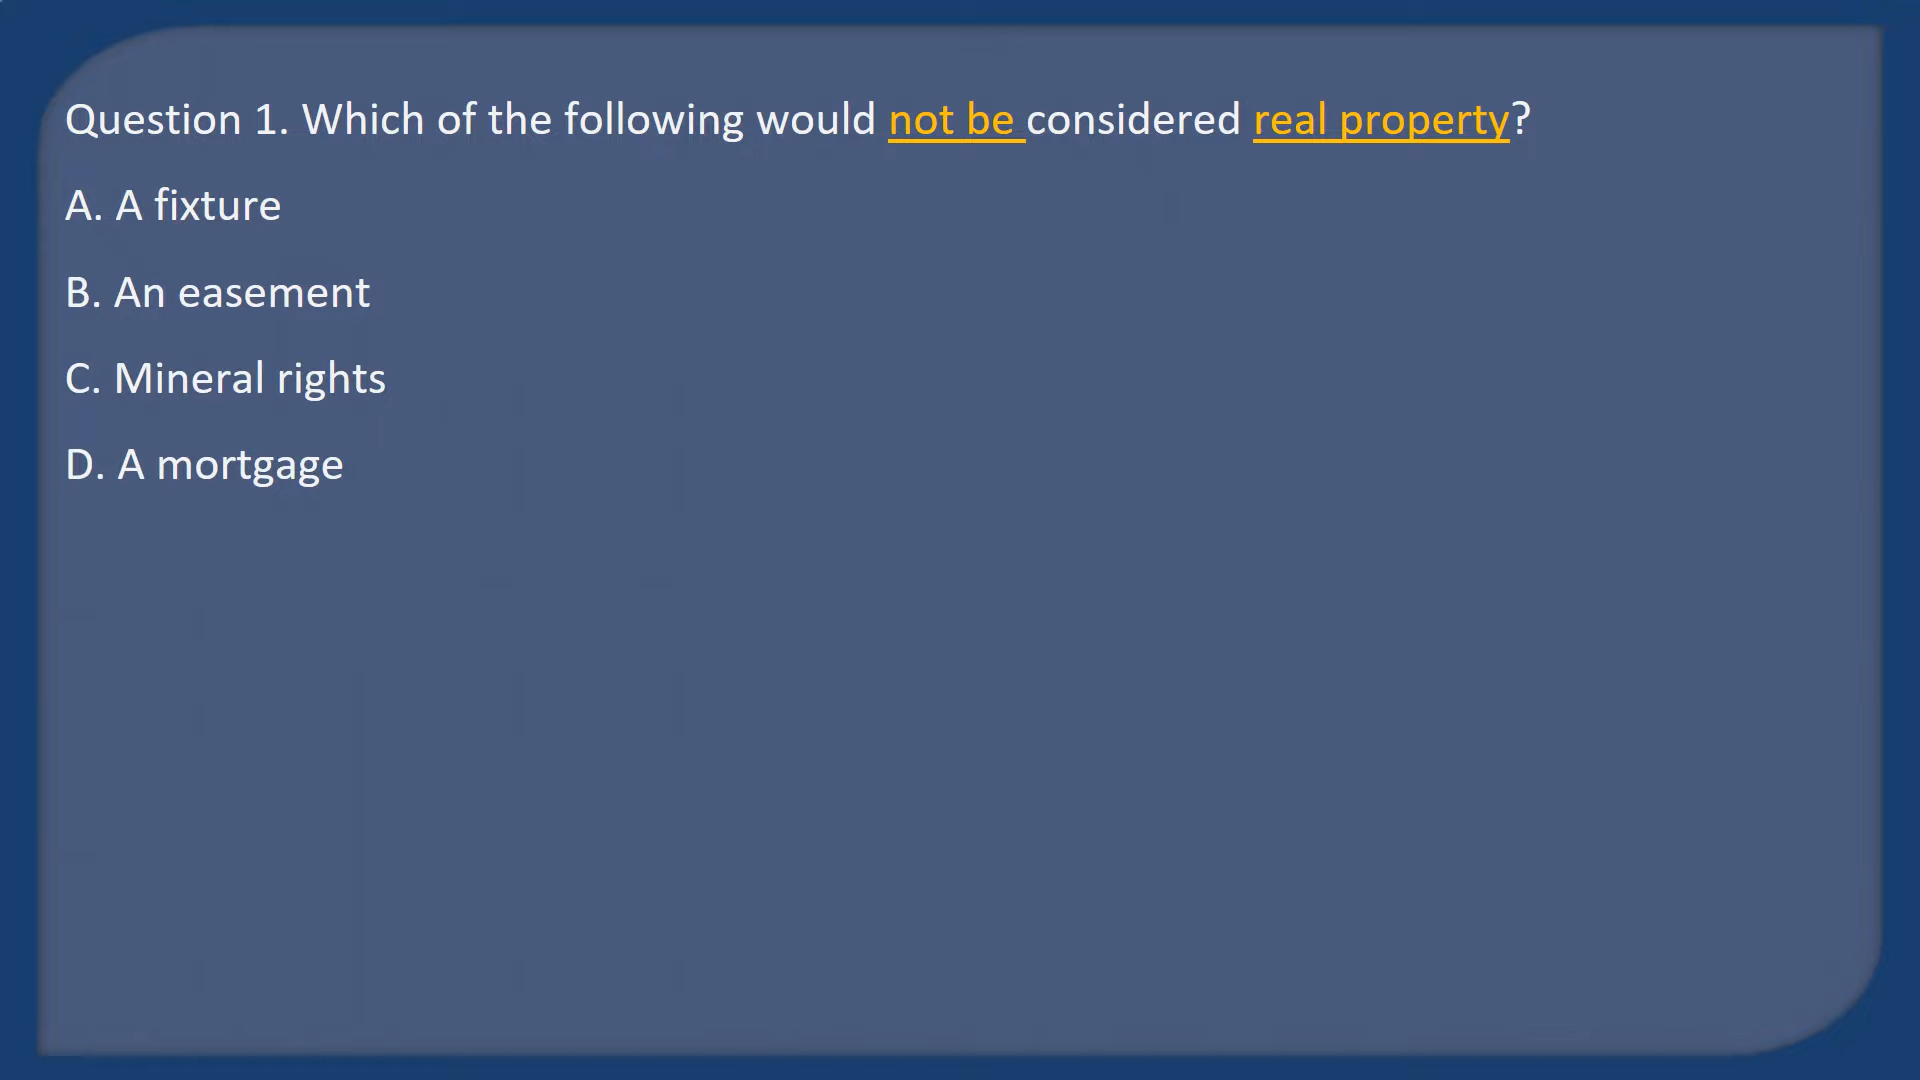 Question 1. Which of the following would not be considered real property?
A. A fixture
B. An easement
C. Mineral rights
D. A mortgage